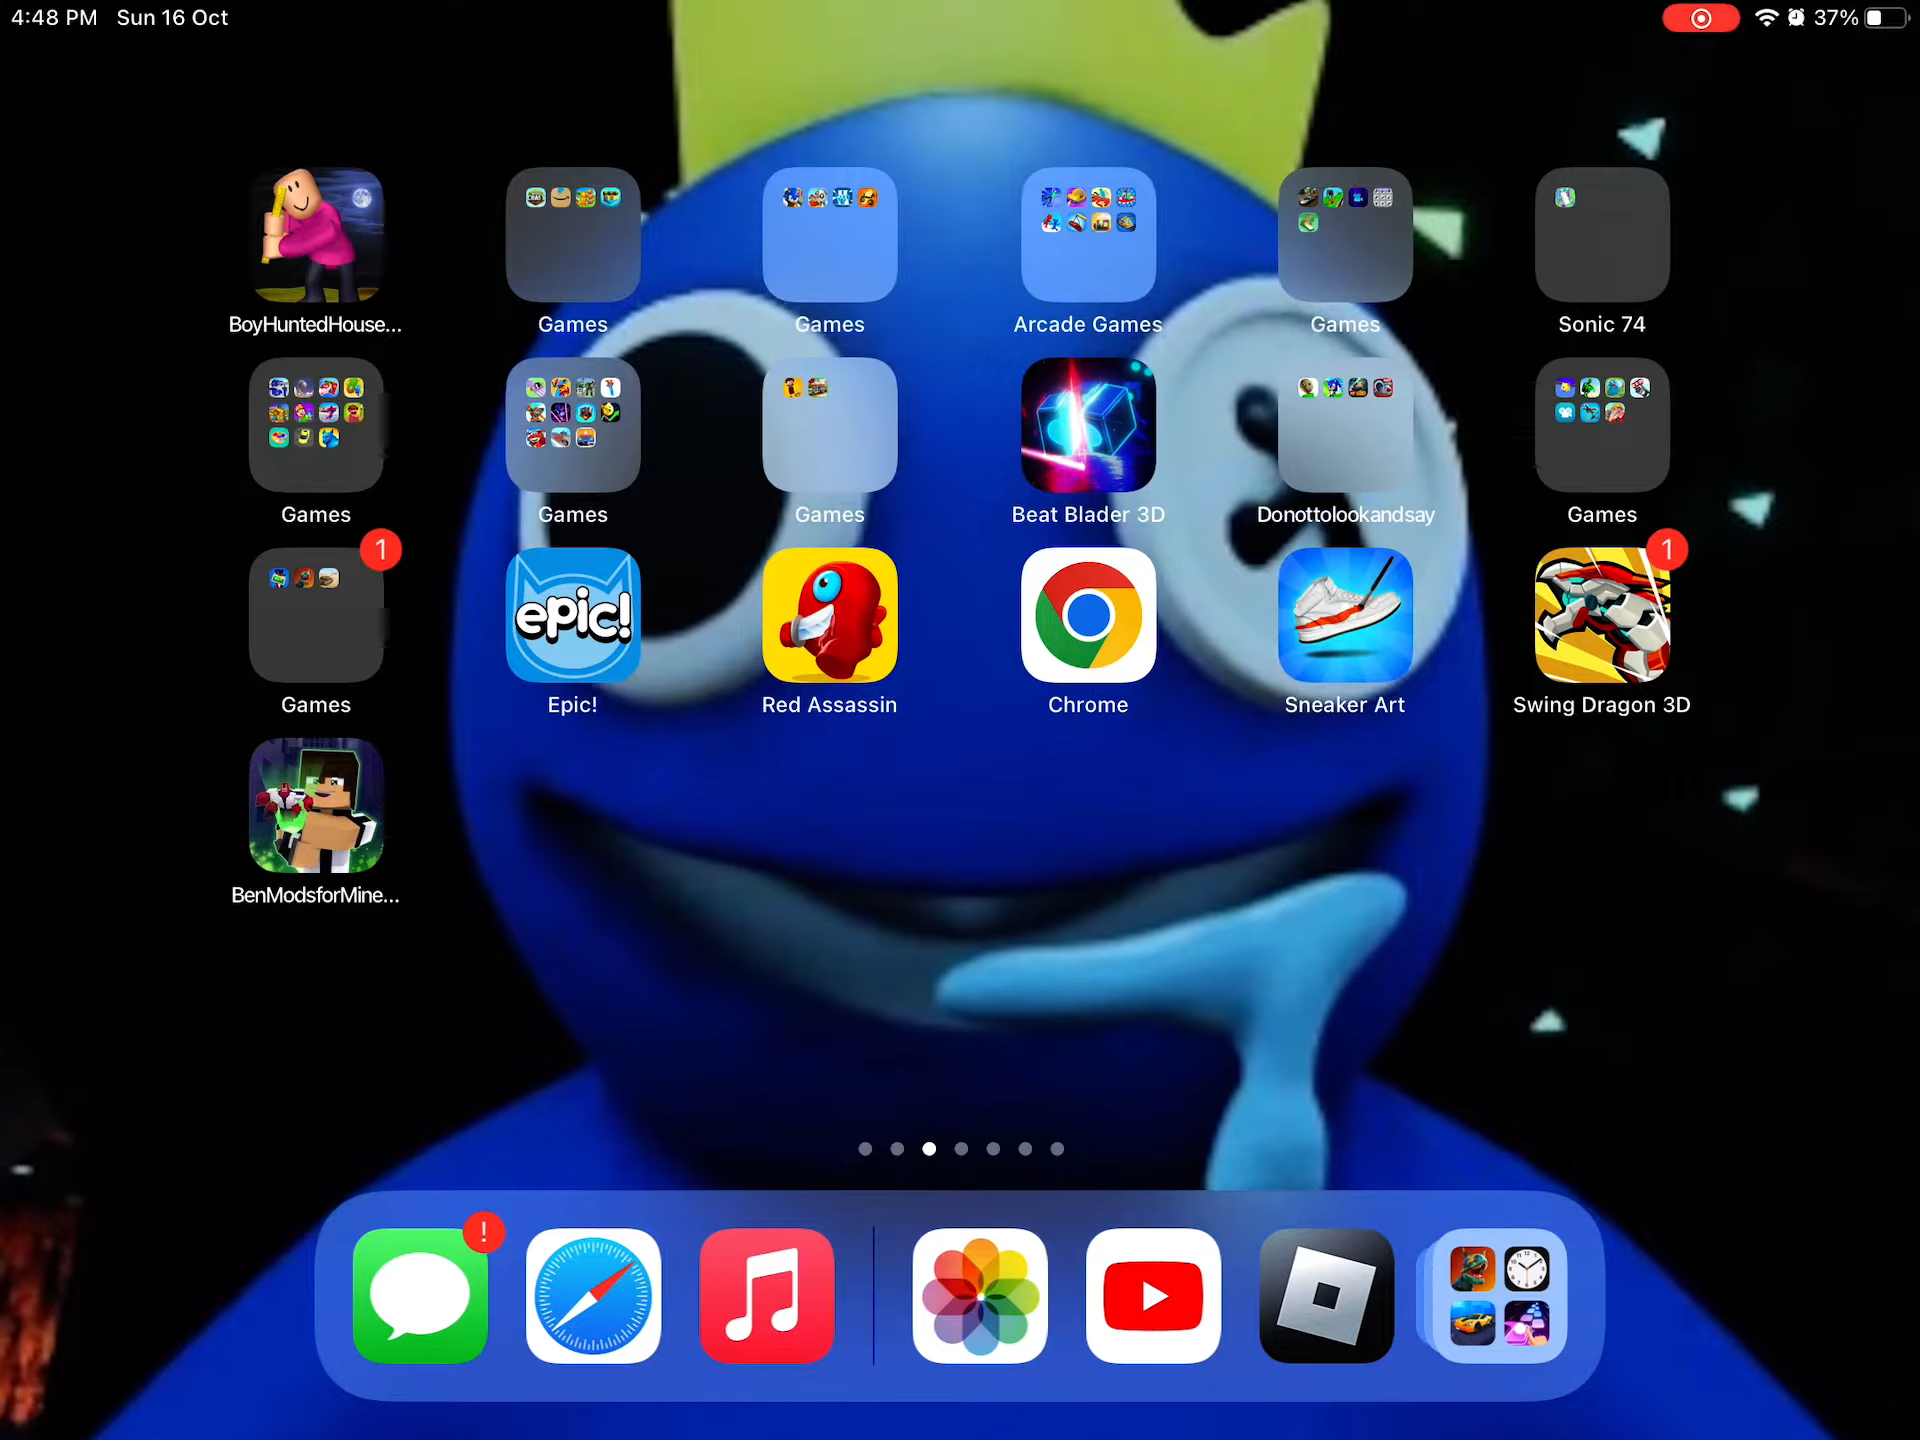 4:48 PM Sun 16 Oct
37%
BoyHuntedHouse...
Games
Games
Arcade Games
Games
Sonic 74
Games
Games
Games
Beat Blader 3D
Donottolookandsay
Games
1
1
epic!
Games
Epic!
Red Assassin
Chrome
Sneaker Art
Swing Dragon 3D
BenModsforMine...
!